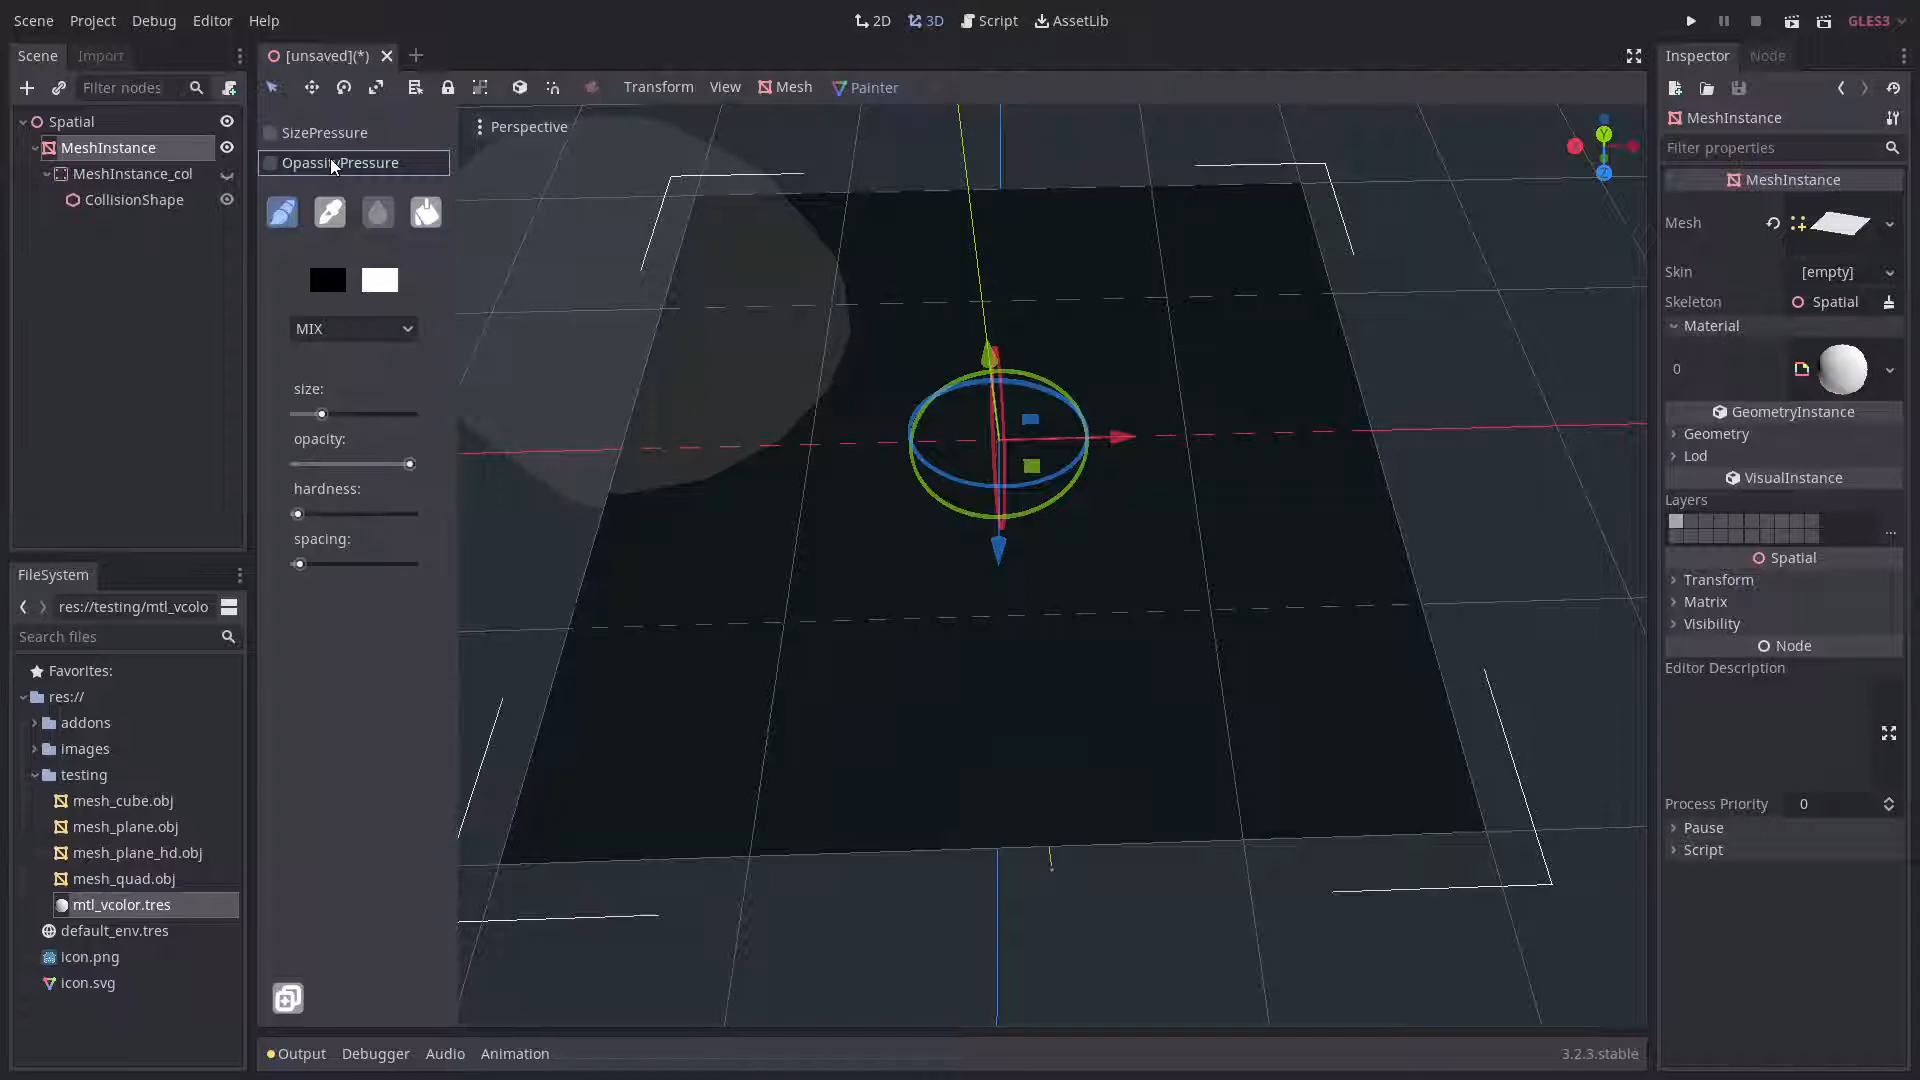 Scene Project Debug Editor Help
2D 3D Script AssetLib
GLES3
Scene Import
Filter nodes
Spatial
MeshInstance
MeshInstance_col
CollisionShape
FileSystem
res://testing/mtl_vcolo
Search files
Favorites:
res://
addons
images
testing
mesh_cube.obj
mesh_plane.obj
mesh_plane_hd.obj
mesh_quad.obj
mtl_vcolor.tres
default_env.tres
icon.png
icon.svg
[unsaved](*)
Transform View Mesh Painter
SizePressure
OpassityPressure
MIX
size:
opacity:
hardness:
spacing:
Perspective
X
Y
Z
Output Debugger Audio Animation
3.2.3.stable
Inspector Node
MeshInstance
Filter properties
MeshInstance
Mesh
Skin [empty]
Skeleton Spatial
Material
0
GeometryInstance
Geometry
Lod
VisualInstance
Layers
...
Spatial
Transform
Matrix
Visibility
Node
Editor Description
Process Priority 0
Pause
Script